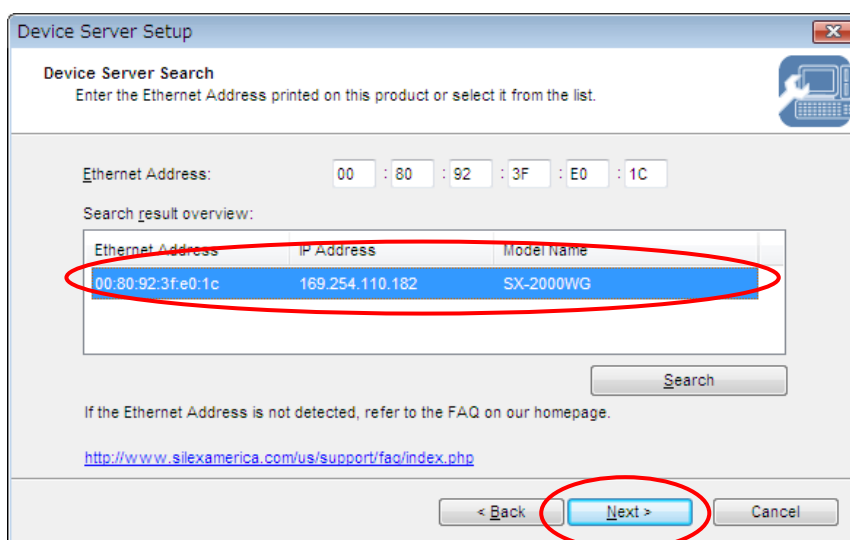 Device Server Setup
Device Server Search
Enter the Ethernet Address printed on this product or select it from the list.
Ethernet Address: 00 : 80 : 92 : 3F : E0 : 1C
Search result overview:
Ethernet Address IP Address Model Name
00:80:92:3f:e0:1c 169.254.110.182 SX-2000WG
Search
If the Ethernet Address is not detected, refer to the FAQ on our homepage.
http://www.silexamerica.com/us/support/faq/index.php
< Back Next > Cancel